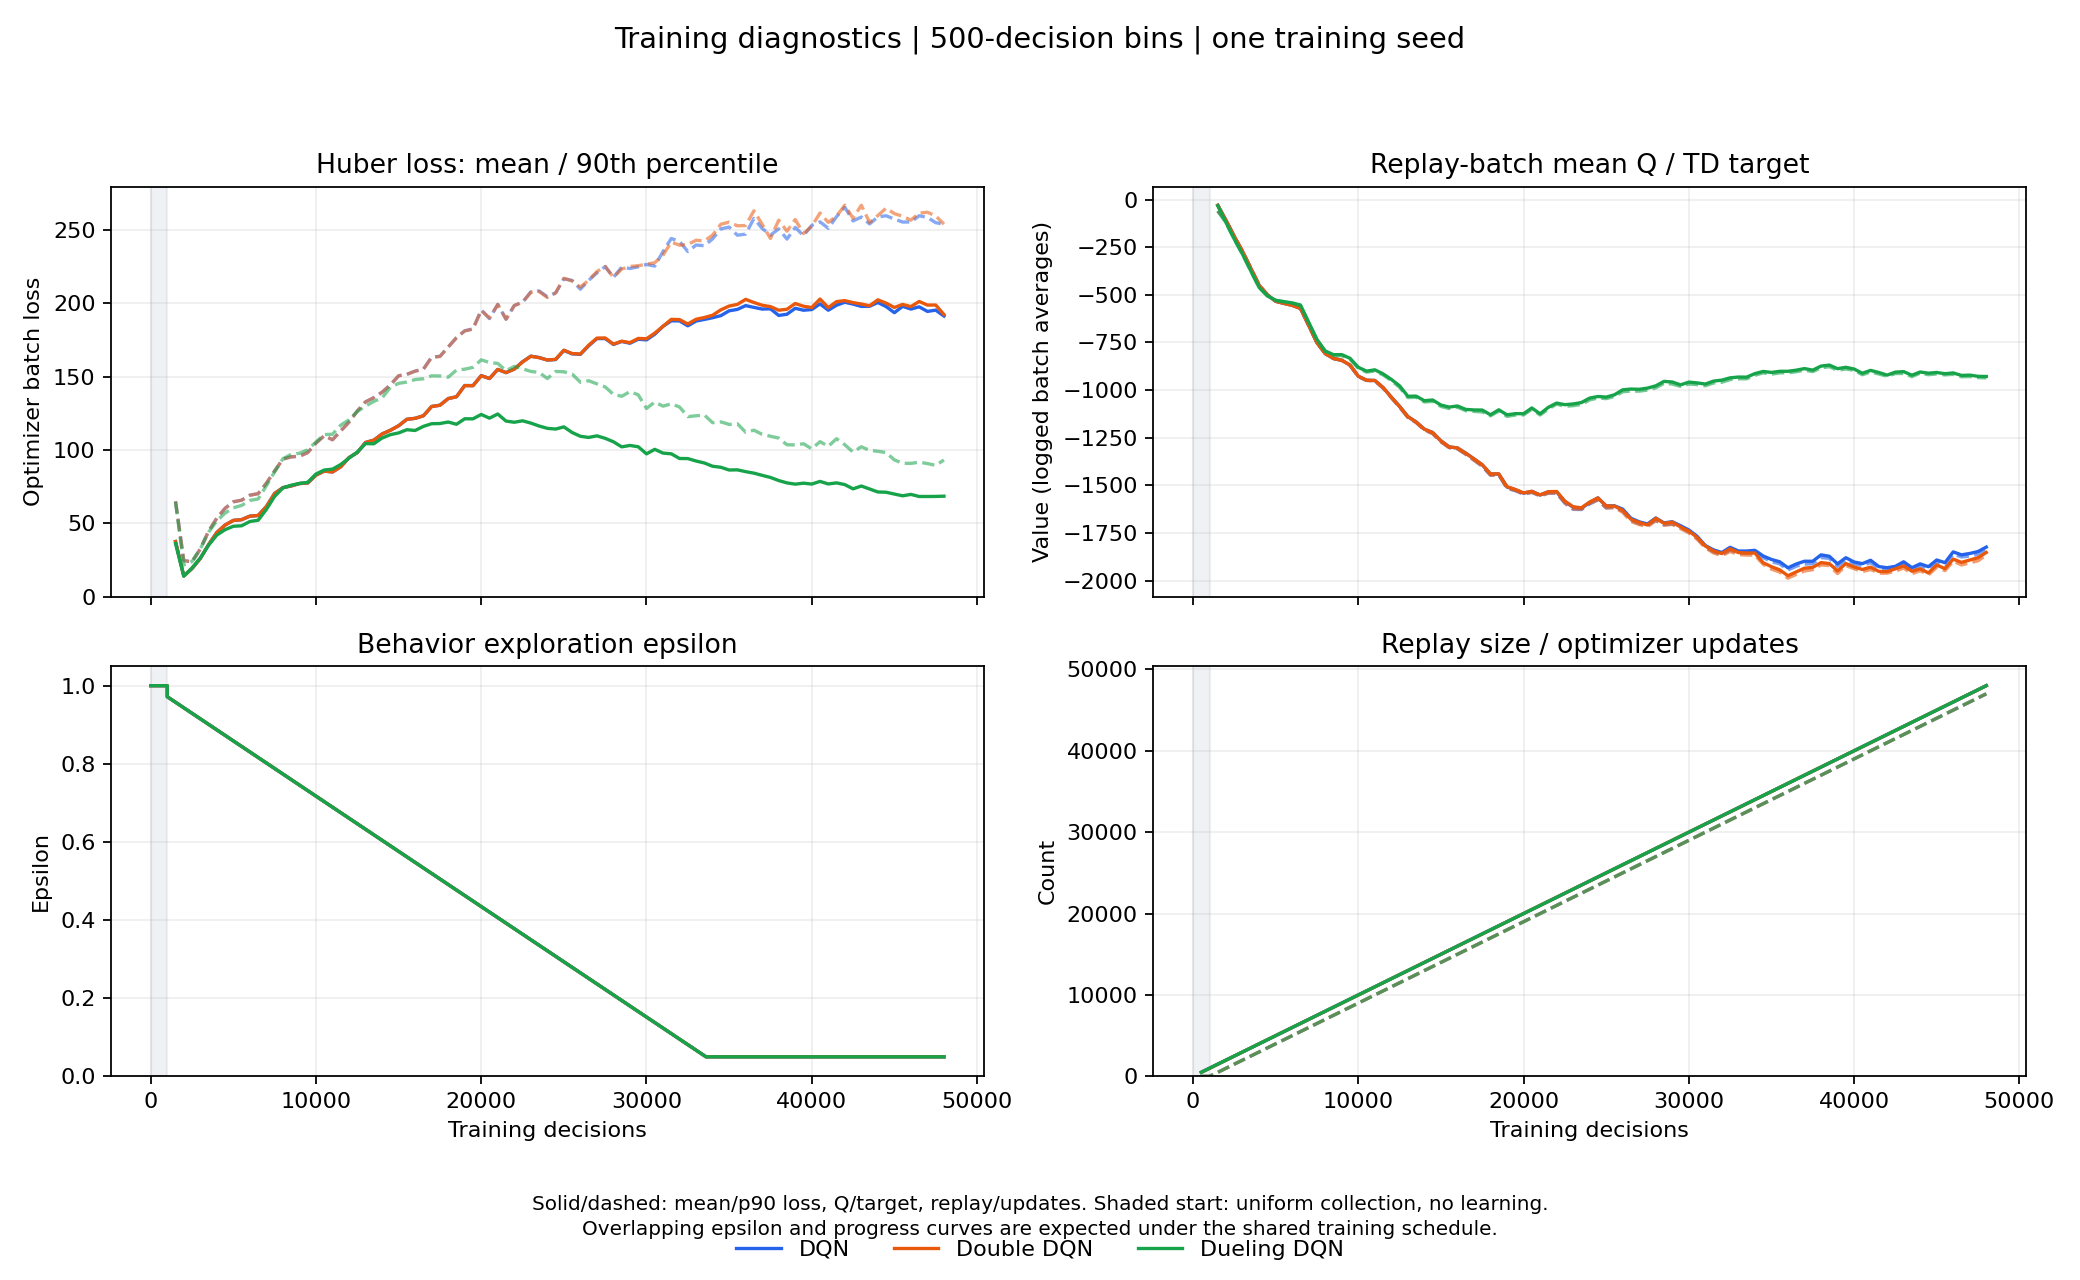 Training diagnostics | 500-decision bins | one training seed
Huber loss: mean / 90th percentile
Optimizer batch loss
250
200
150
100
50
0
Replay-batch mean Q / TD target
Value (logged batch averages)
0
−250
−500
−750
−1000
−1250
−1500
−1750
−2000
Behavior exploration epsilon
Epsilon
1.0
0.8
0.6
0.4
0.2
0.0
0
10000
20000
30000
40000
50000
Training decisions
Replay size / optimizer updates
Count
50000
40000
30000
20000
10000
0
0
10000
20000
30000
40000
50000
Training decisions
Solid/dashed: mean/p90 loss, Q/target, replay/updates. Shaded start: uniform collection, no learning.
Overlapping epsilon and progress curves are expected under the shared training schedule.
DQN
Double DQN
Dueling DQN